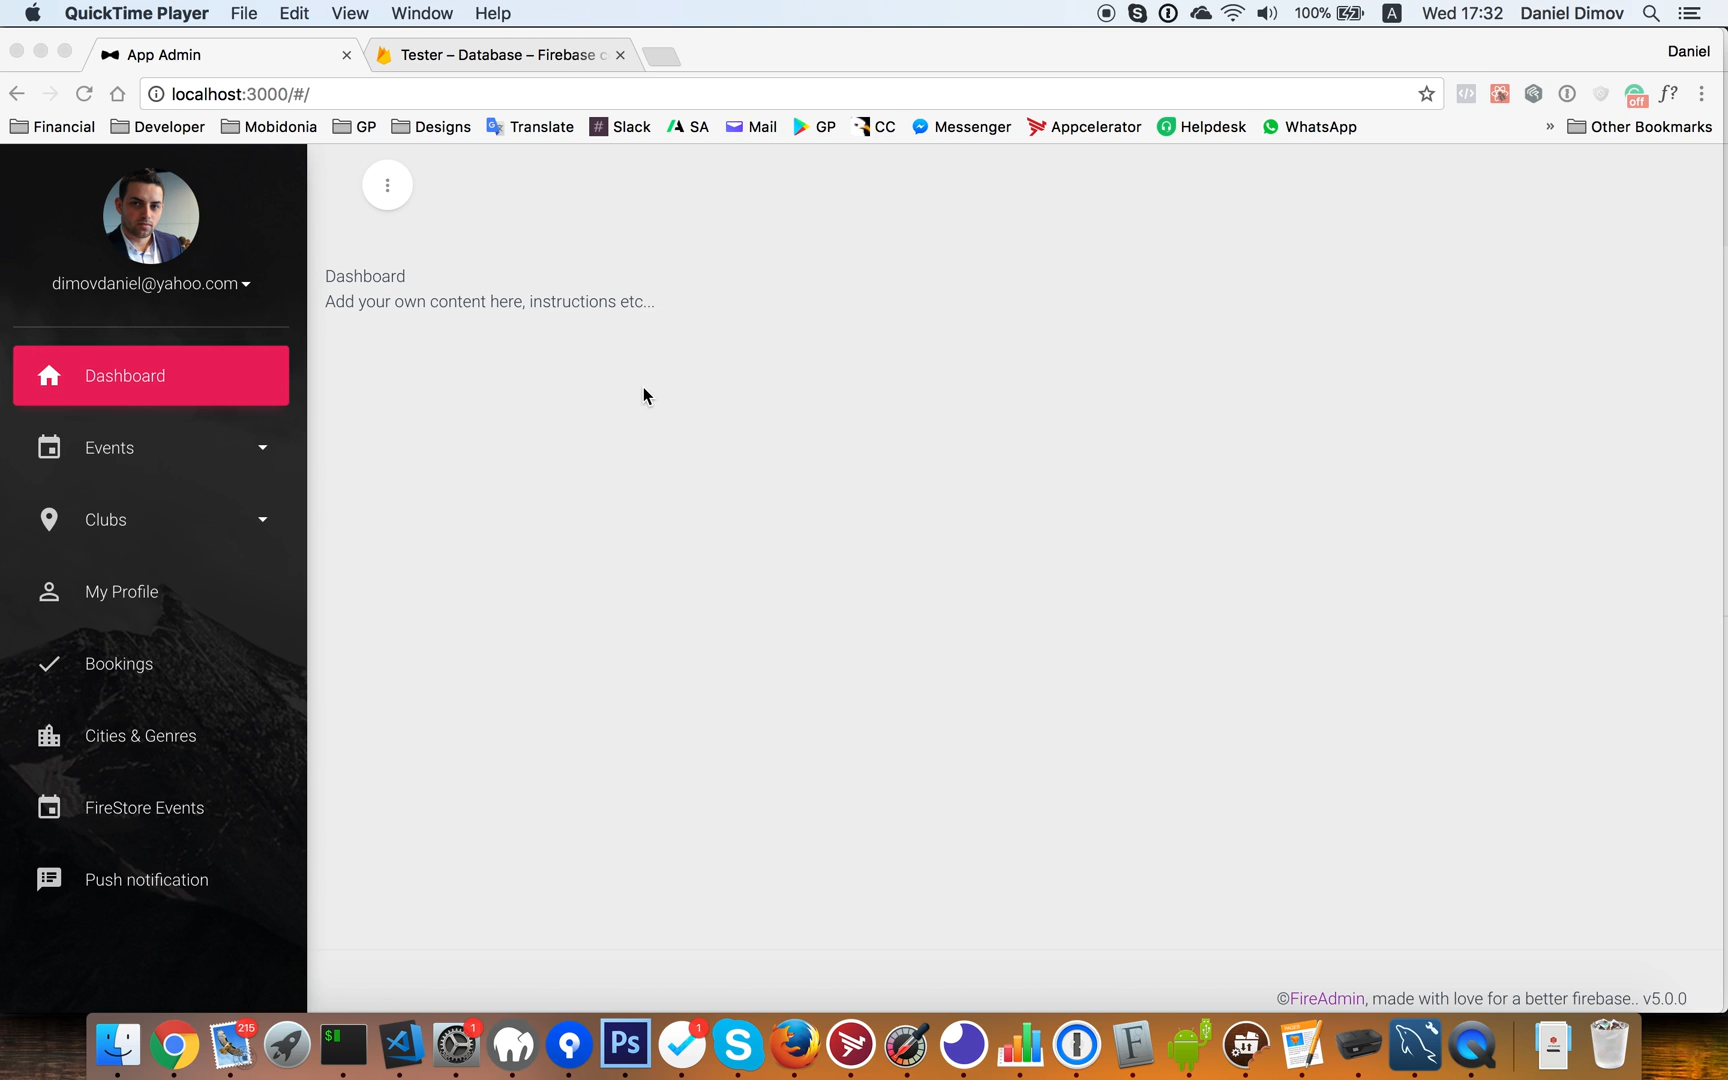 QuickTime Player File Edit View Window Help 100% A Wed 17:32 Daniel Dimov
App Admin Tester – Database – Firebase c Daniel
localhost:3000/#/ off f?
Financial Developer Mobidonia GP Designs Translate Slack SA Mail GP CC Messenger Appcelerator Helpdesk WhatsApp » Other Bookmarks
dimovdaniel@yahoo.com
Dashboard
Add your own content here, instructions etc...
Dashboard
Events
Clubs
My Profile
Bookings
Cities & Genres
FireStore Events
Push notification
©FireAdmin, made with love for a better firebase.. v5.0.0
215 $ 1 Ps 1 S F